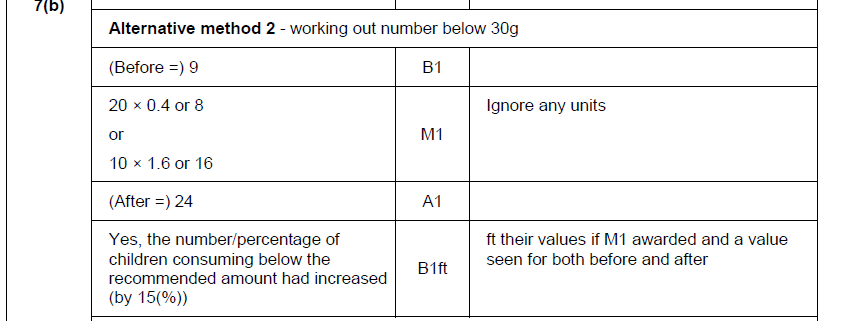 7(b)
Alternative method 2 - working out number below 30g
(Before =) 9
B1
20 × 0.4 or 8
or
10 × 1.6 or 16
M1
Ignore any units
(After =) 24
A1
Yes, the number/percentage of
children consuming below the
recommended amount had increased
(by 15(%))
B1ft
ft their values if M1 awarded and a value
seen for both before and after